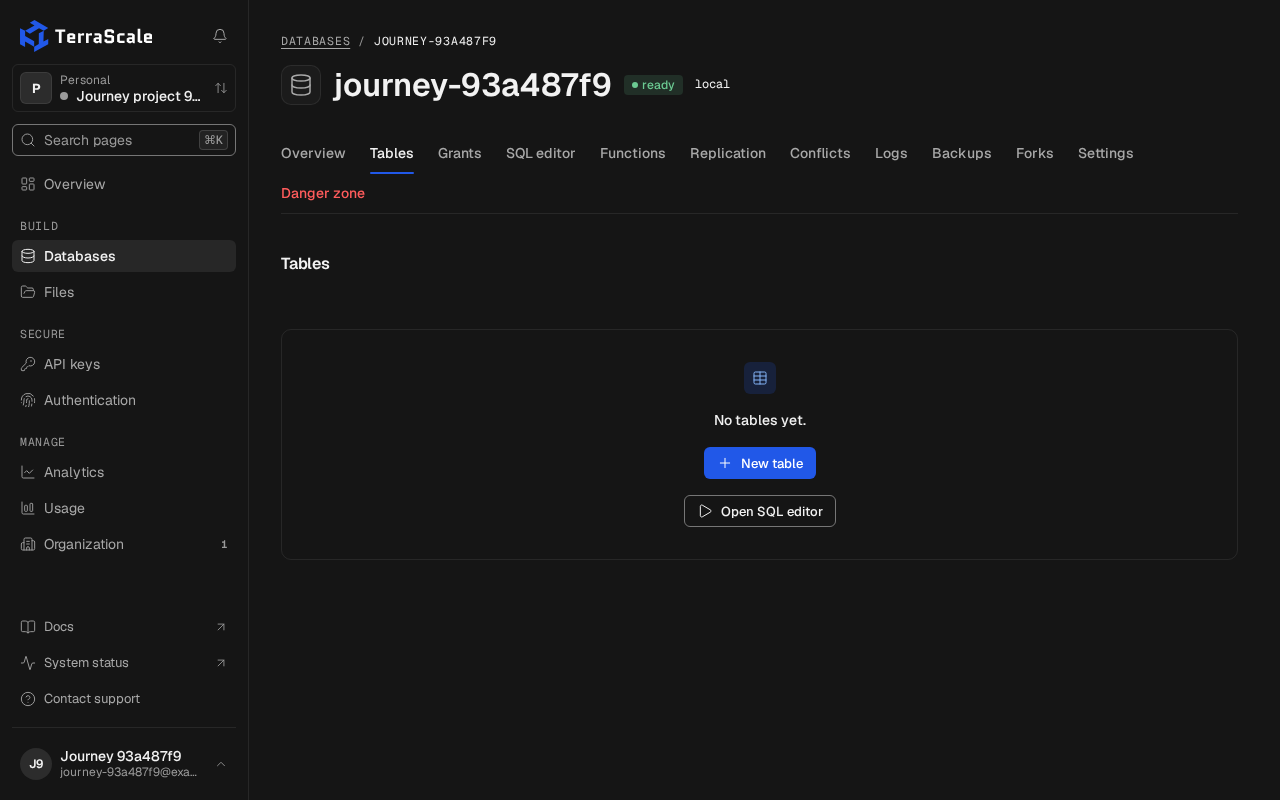 TerraScale
Personal
P
Journey project 9...
Search pages
⌘K
Overview
BUILD
Databases
Files
SECURE
API keys
Authentication
MANAGE
Analytics
Usage
Organization 1
Docs
System status
Contact support
J9
Journey 93a487f9
journey-93a487f9@exa...
DATABASES / JOURNEY-93A487F9
journey-93a487f9 ready local
Overview Tables Grants SQL editor Functions Replication Conflicts Logs Backups Forks Settings
Danger zone
Tables
No tables yet.
New table
Open SQL editor